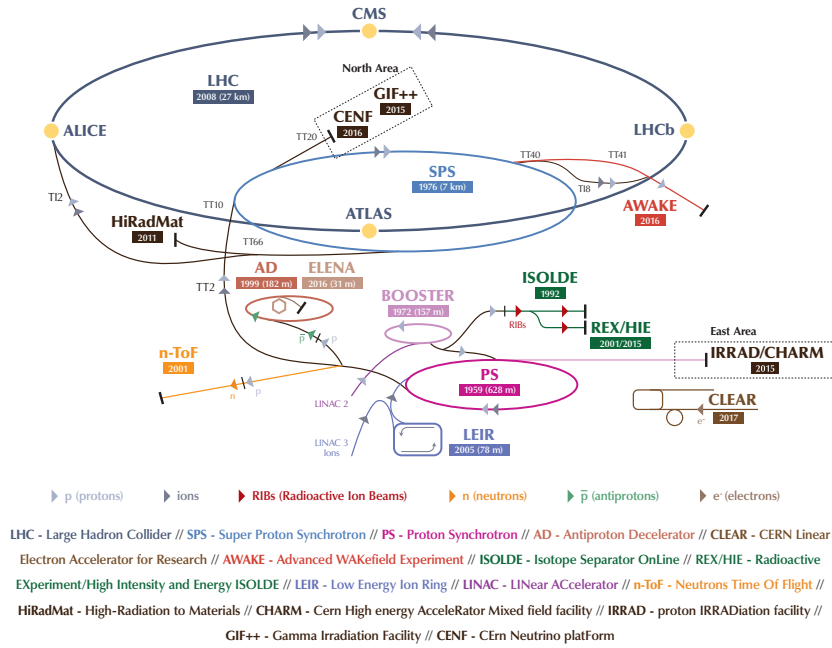 CMS
North Area
LHC
2008 (27 km)
GIF++
2015
CENF
2016
TT20
ALICE
LHCb
TT40
TT41
SPS
1976 (7 km)
TI8
TI2
TT10
AWAKE
2016
HiRadMat
2011
ATLAS
TT66
AD
1999 (182 m)
ELENA
2016 (31 m)
TT2
ISOLDE
1992
BOOSTER
1972 (157 m)
RIBs
REX/HIE
2001/2015
East Area
p̅
p
IRRAD/CHARM
2015
n-ToF
2001
PS
1959 (628 m)
n
p
LINAC 2
CLEAR
2017
e⁻
LINAC 3
Ions
LEIR
2005 (78 m)
p (protons)
ions
RIBs (Radioactive Ion Beams)
n (neutrons)
p̅ (antiprotons)
e⁻ (electrons)
LHC - Large Hadron Collider // SPS - Super Proton Synchrotron // PS - Proton Synchrotron // AD - Antiproton Decelerator // CLEAR - CERN Linear
Electron Accelerator for Research // AWAKE - Advanced WAKefield Experiment // ISOLDE - Isotope Separator OnLine // REX/HIE - Radioactive
EXperiment/High Intensity and Energy ISOLDE // LEIR - Low Energy Ion Ring // LINAC - LINear ACcelerator // n-ToF - Neutrons Time Of Flight //
HiRadMat - High-Radiation to Materials // CHARM - Cern High energy AcceleRator Mixed field facility // IRRAD - proton IRRADiation facility //
GIF++ - Gamma Irradiation Facility // CENF - CErn Neutrino platForm